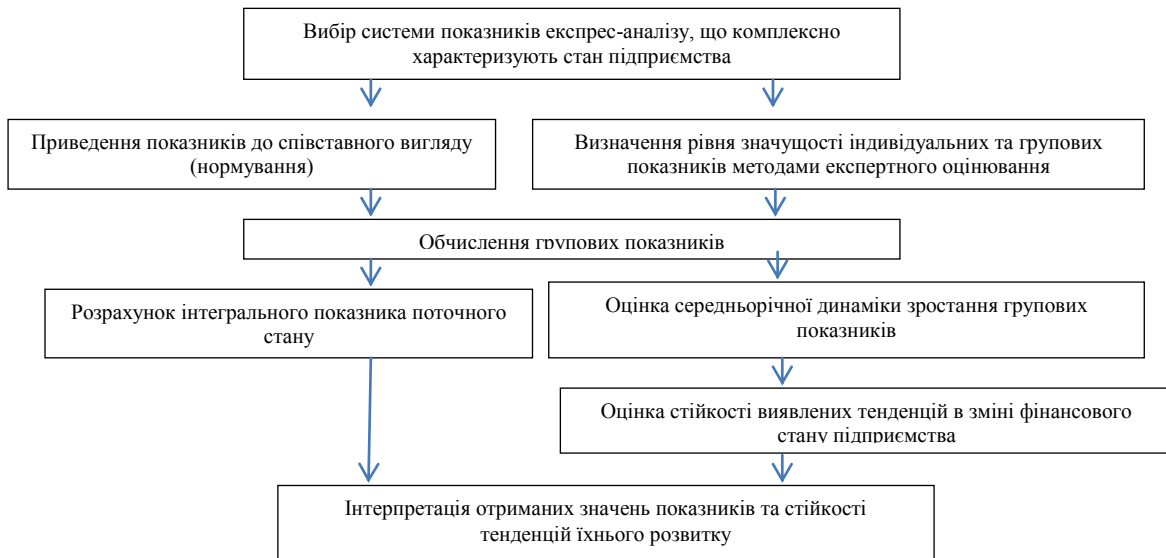 Вибір системи показників експрес-аналізу, що комплексно
характеризують стан підприємства
Приведення показників до співставного вигляду
(нормування)
Визначення рівня значущості індивідуальних та групових
показників методами експертного оцінювання
Обчислення групових показників
Розрахунок інтегрального показника поточного
стану
Оцінка середньорічної динаміки зростання групових
показників
Оцінка стійкості виявлених тенденцій в зміні фінансового
стану підприємства
Інтерпретація отриманих значень показників та стійкості
тенденцій їхнього розвитку